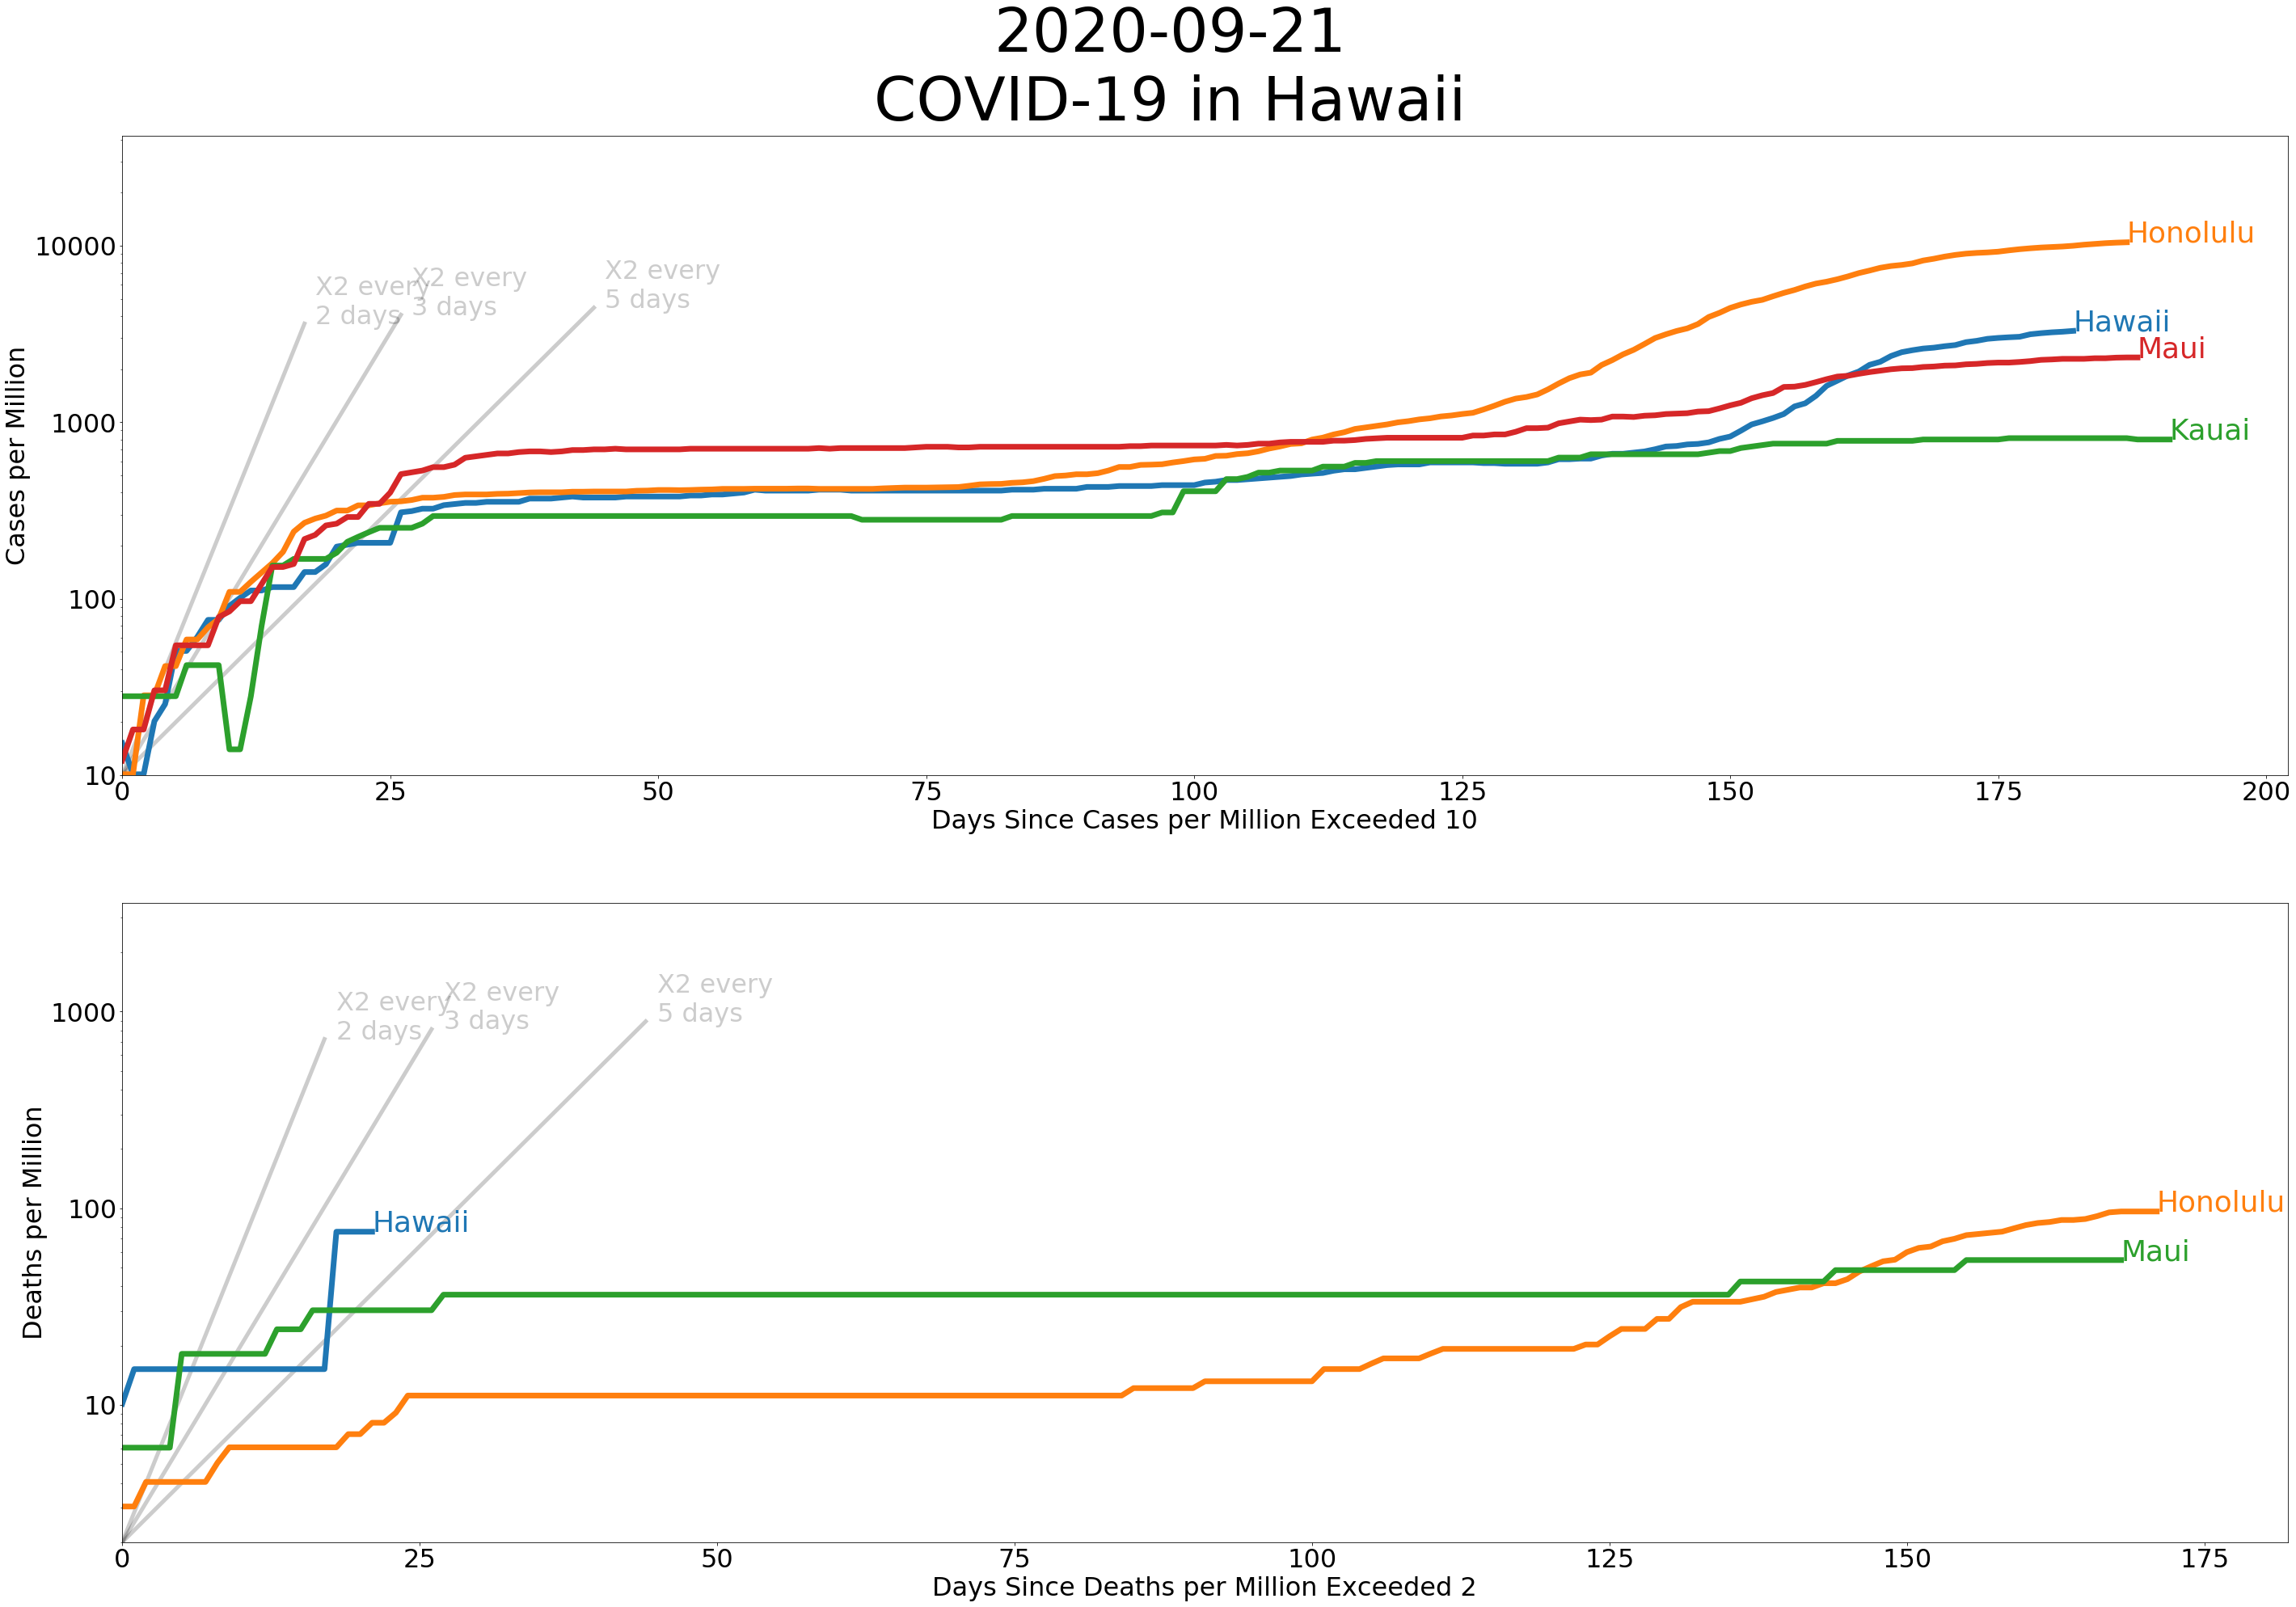 2020-09-21
COVID-19 in Hawaii
Cases per Million
10000
1000
100
10
X2 every
2 days
X2 every
3 days
X2 every
5 days
Honolulu
Hawaii
Maui
Kauai
0 25 50 75 100 125 150 175 200
Days Since Cases per Million Exceeded 10
Deaths per Million
1000
100
10
X2 every
2 days
X2 every
3 days
X2 every
5 days
Hawaii
Honolulu
Maui
0 25 50 75 100 125 150 175
Days Since Deaths per Million Exceeded 2